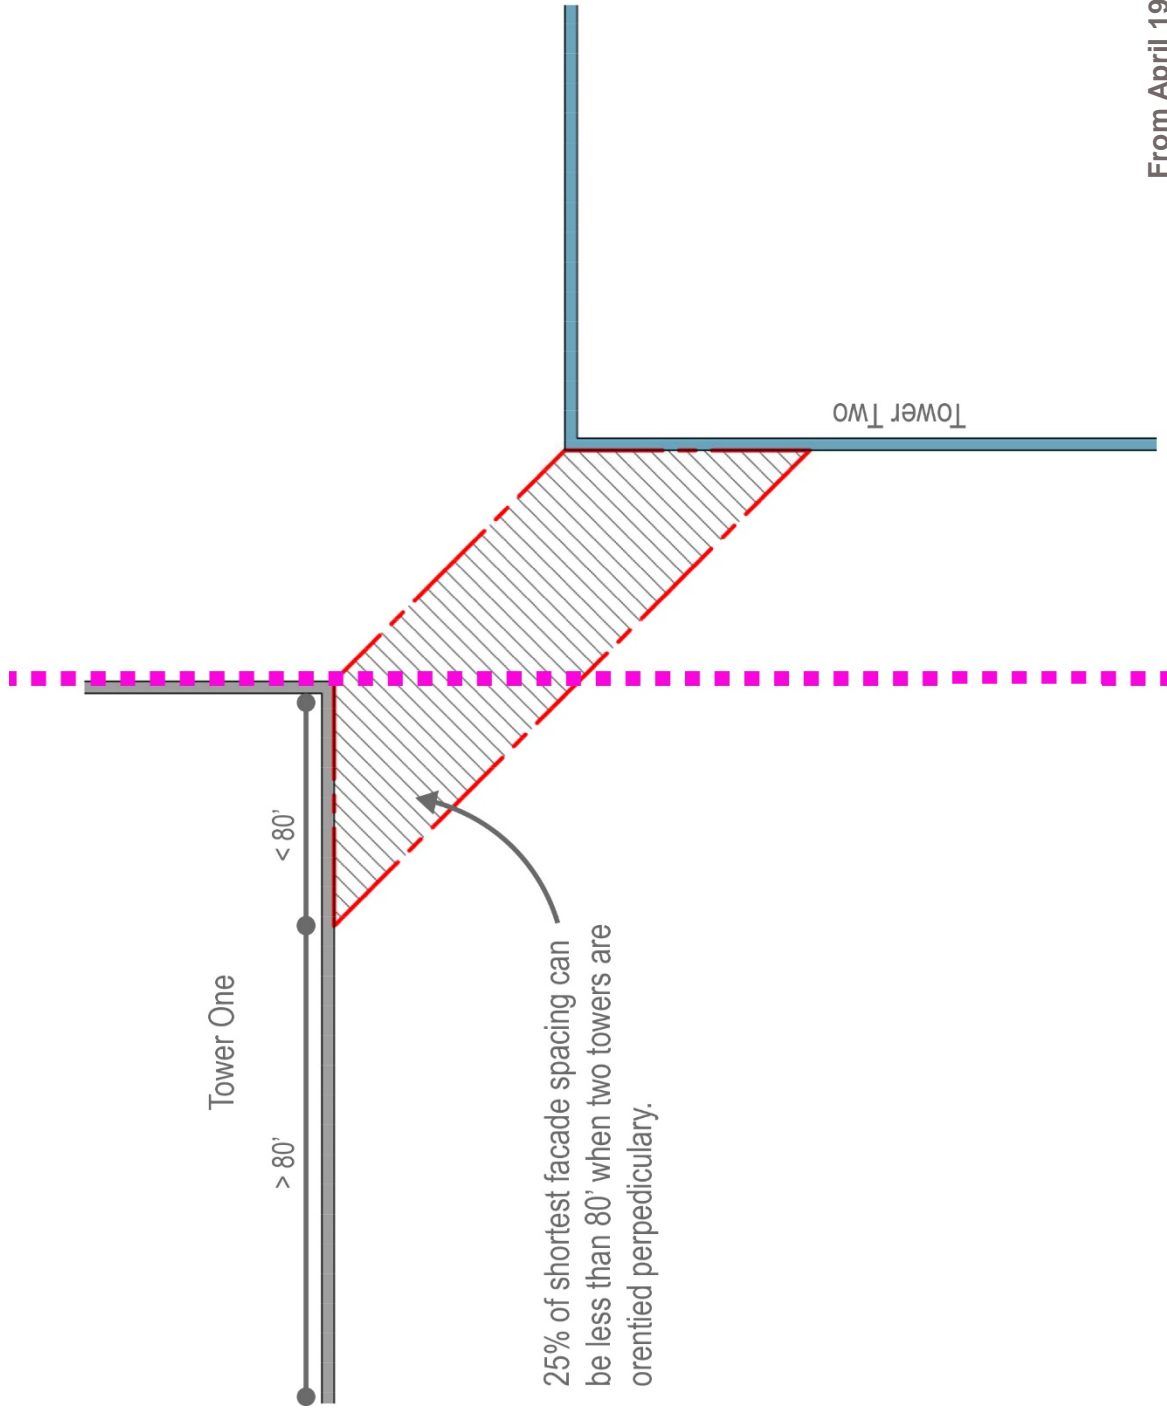 Tower One
> 80’
< 80’
25% of shortest facade spacing can
be less than 80’ when two towers are
orentied perpediculary.
Tower Two
From April 19